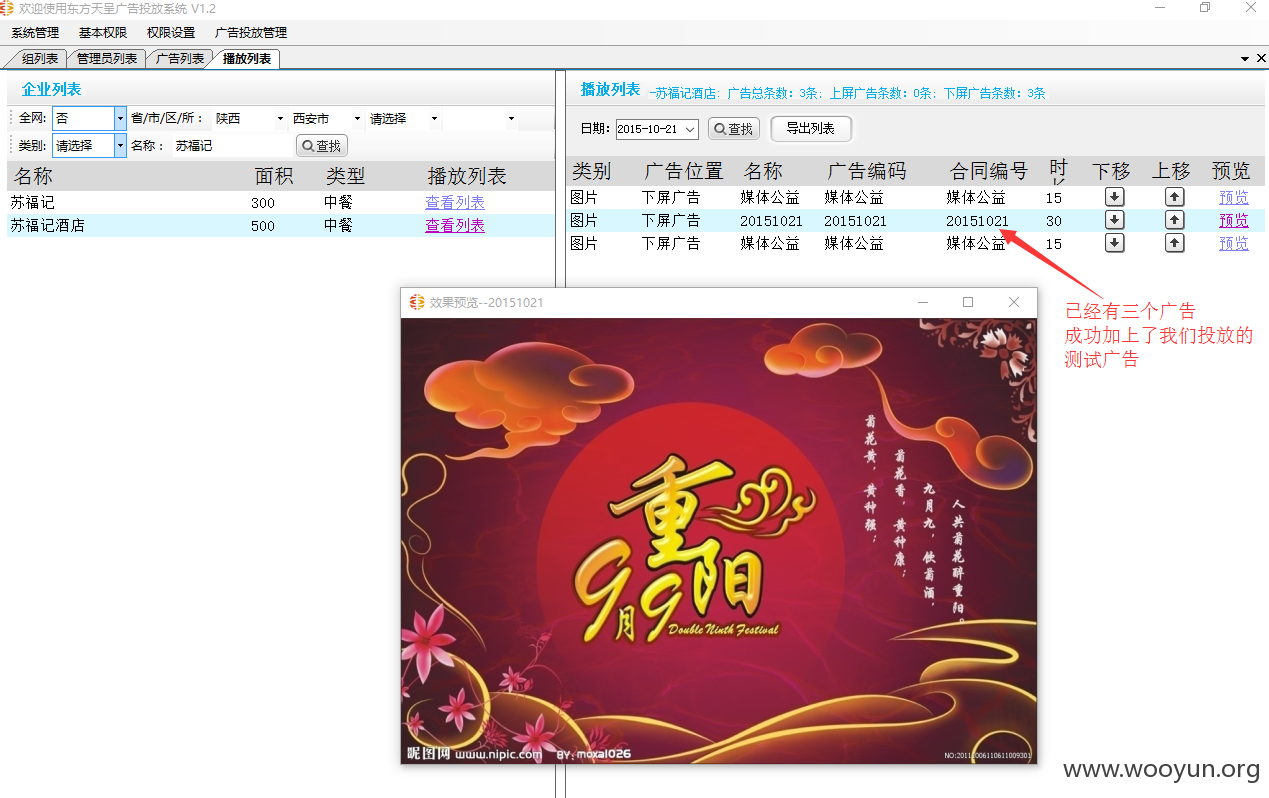 欢迎使用东方天呈广告投放系统 V1.2
系统管理 基本权限 权限设置 广告投放管理
组列表 管理员列表 广告列表 播放列表
企业列表
全网: 否 省/市/区/所: 陕西 西安市 请选择
类别: 请选择 名称: 苏福记 查找
名称 面积 类型 播放列表
苏福记 300 中餐 查看列表
苏福记酒店 500 中餐 查看列表
播放列表 -苏福记酒店: 广告总条数: 3条; 上屏广告条数: 0条; 下屏广告条数: 3条
日期: 2015-10-21 查找 导出列表
类别 广告位置 名称 广告编码 合同编号 时 下移 上移 预览
图片 下屏广告 媒体公益 媒体公益 媒体公益 15 预览
图片 下屏广告 20151021 20151021 20151021 30 预览
图片 下屏广告 媒体公益 媒体公益 媒体公益 15 预览
已经有三个广告
成功加上了我们投放的
测试广告
效果预览--20151021
菊花黄，黄种强；
菊花香，黄种康；
九月九，饮菊酒，
人共菊花醉重阳。
重阳
9月9
Double Ninth Festival
昵图网 www.nipic.com BY: moxal026
www.wooyun.org